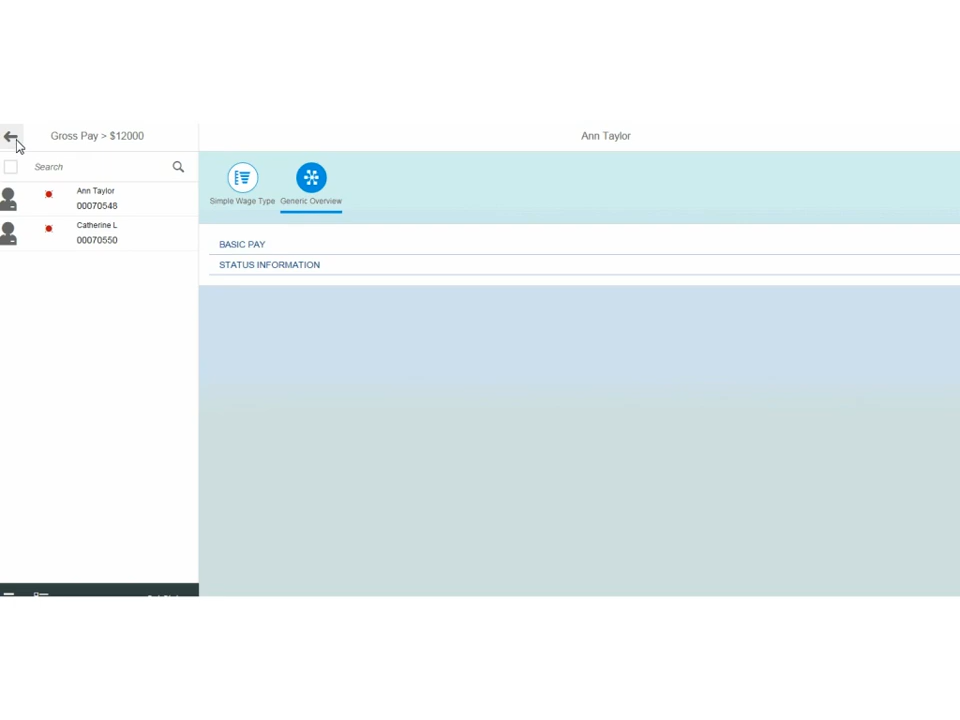 Gross Pay > $12000
Ann Taylor
Search
Ann Taylor
00070548
Catherine L
00070550
Simple Wage Type
Generic Overview
BASIC PAY
STATUS INFORMATION